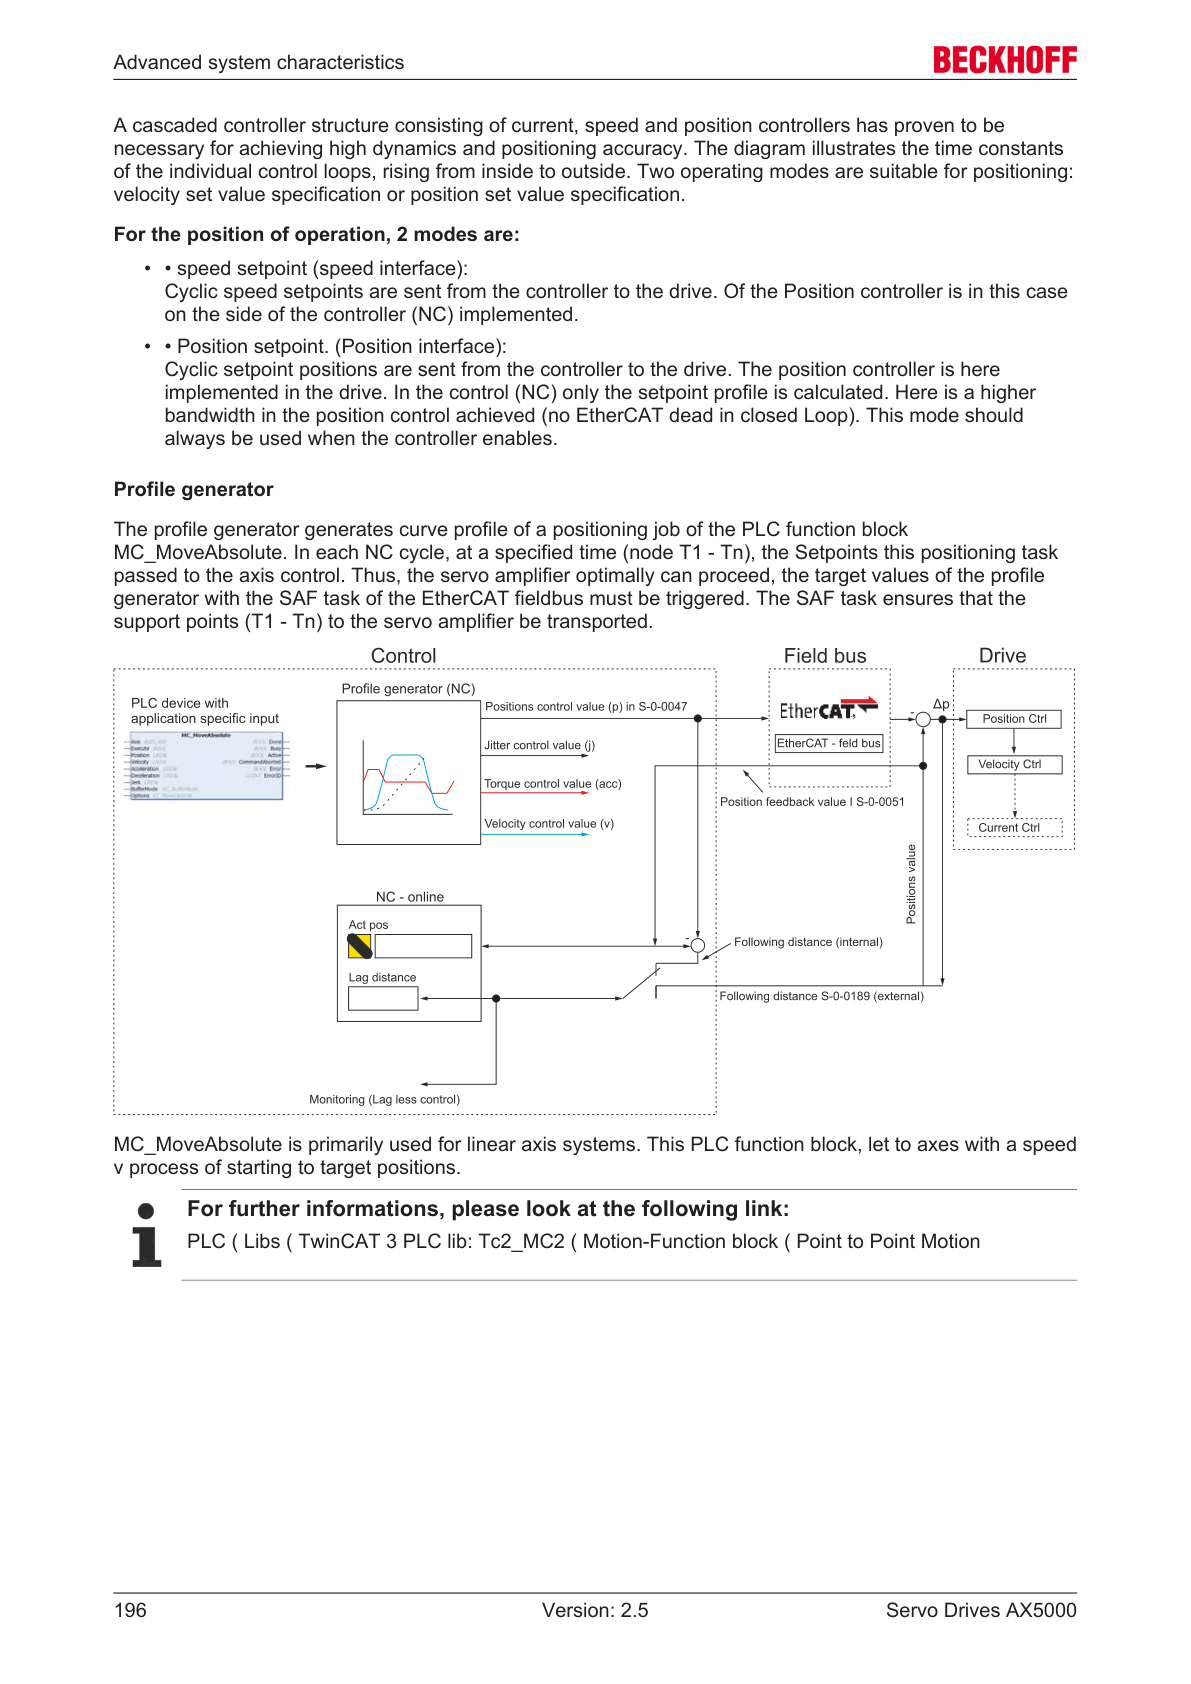 Advanced system characteristics
BECKHOFF
A cascaded controller structure consisting of current, speed and position controllers has proven to be
necessary for achieving high dynamics and positioning accuracy. The diagram illustrates the time constants
of the individual control loops, rising from inside to outside. Two operating modes are suitable for positioning:
velocity set value specification or position set value specification.
For the position of operation, 2 modes are:
• • speed setpoint (speed interface):
Cyclic speed setpoints are sent from the controller to the drive. Of the Position controller is in this case
on the side of the controller (NC) implemented.
• • Position setpoint. (Position interface):
Cyclic setpoint positions are sent from the controller to the drive. The position controller is here
implemented in the drive. In the control (NC) only the setpoint profile is calculated. Here is a higher
bandwidth in the position control achieved (no EtherCAT dead in closed Loop). This mode should
always be used when the controller enables.
Profile generator
The profile generator generates curve profile of a positioning job of the PLC function block
MC_MoveAbsolute. In each NC cycle, at a specified time (node T1 - Tn), the Setpoints this positioning task
passed to the axis control. Thus, the servo amplifier optimally can proceed, the target values of the profile
generator with the SAF task of the EtherCAT fieldbus must be triggered. The SAF task ensures that the
support points (T1 - Tn) to the servo amplifier be transported.
Control
Field bus
Drive
PLC device with
application specific input
MC_MoveAbsolute
Axis
Execute
Position
Velocity
Acceleration
Deceleration
Jerk
BufferMode
Options
Done
Busy
Active
CommandAborted
Error
ErrorID
Profile generator (NC)
Positions control value (p) in S-0-0047
Jitter control value (j)
Torque control value (acc)
Velocity control value (v)
EtherCAT
EtherCAT - feld bus
-
Δp
Position Ctrl
Velocity Ctrl
Current Ctrl
Position feedback value I S-0-0051
Positions value
NC - online
Act pos
Lag distance
-
Following distance (internal)
Following distance S-0-0189 (external)
Monitoring (Lag less control)
MC_MoveAbsolute is primarily used for linear axis systems. This PLC function block, let to axes with a speed
v process of starting to target positions.
For further informations, please look at the following link:
PLC ( Libs ( TwinCAT 3 PLC lib: Tc2_MC2 ( Motion-Function block ( Point to Point Motion
196
Version: 2.5
Servo Drives AX5000